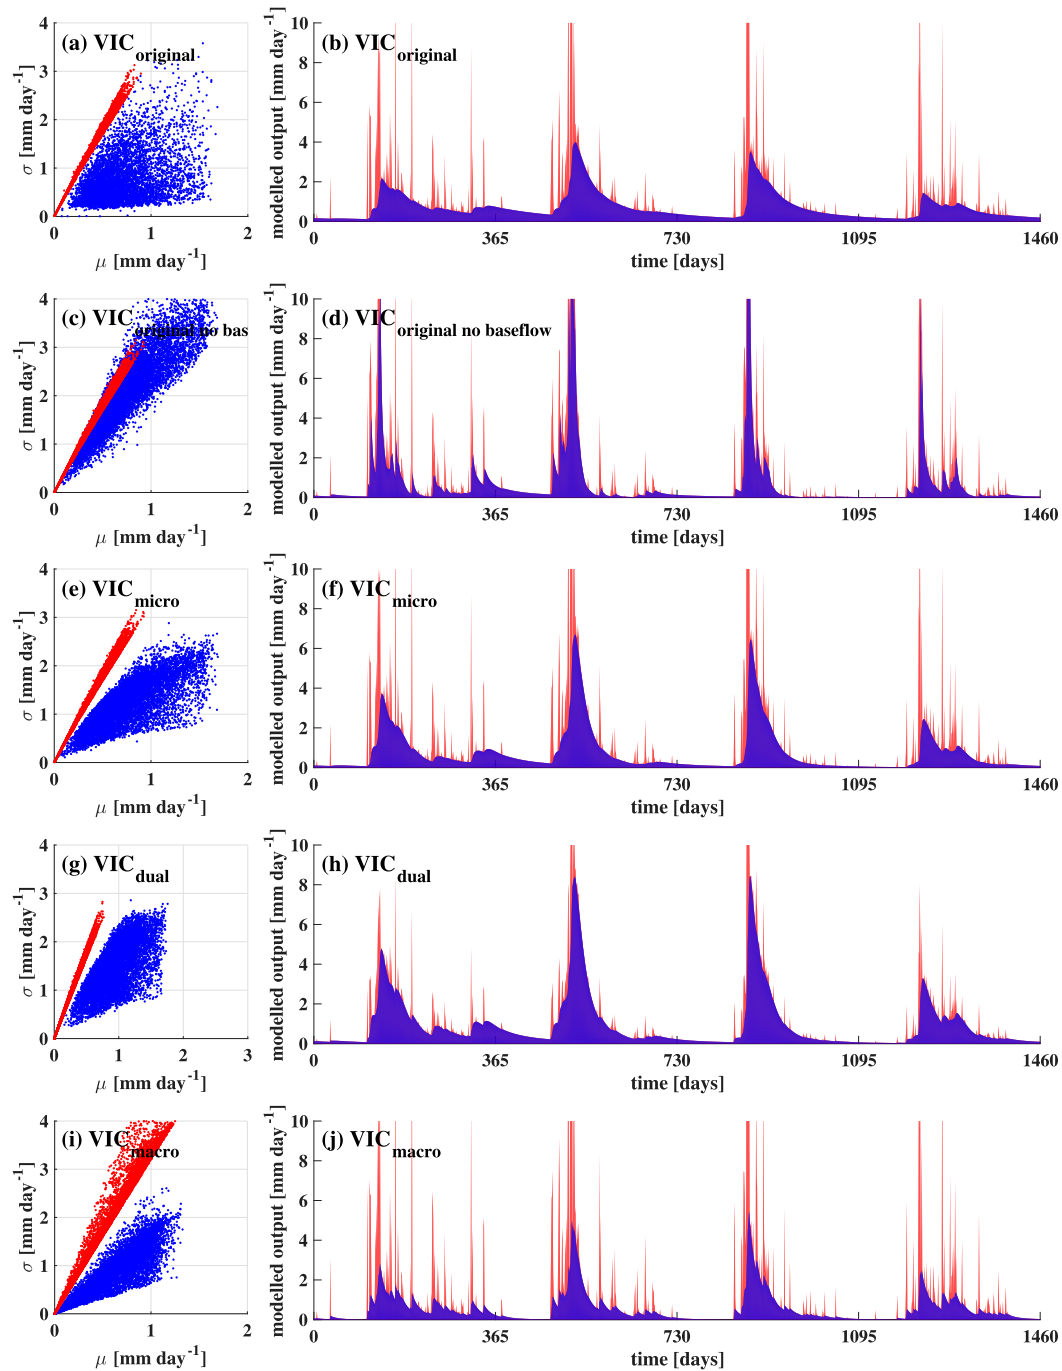 (a) VIC original
4
3
2
1
0
σ [mm day-1]
0 1 2
μ [mm day-1]
(b) VIC original
10
8
6
4
2
0
modelled output [mm day-1]
0 365 730 1095 1460
time [days]
(c) VIC original no bas
4
3
2
1
0
σ [mm day-1]
0 1 2
μ [mm day-1]
(d) VIC original no baseflow
10
8
6
4
2
0
modelled output [mm day-1]
0 365 730 1095 1460
time [days]
(e) VIC micro
4
3
2
1
0
σ [mm day-1]
0 1 2
μ [mm day-1]
(f) VIC micro
10
8
6
4
2
0
modelled output [mm day-1]
0 365 730 1095 1460
time [days]
(g) VIC dual
4
3
2
1
0
σ [mm day-1]
0 1 2 3
μ [mm day-1]
(h) VIC dual
10
8
6
4
2
0
modelled output [mm day-1]
0 365 730 1095 1460
time [days]
(i) VIC macro
4
3
2
1
0
σ [mm day-1]
0 1 2
μ [mm day-1]
(j) VIC macro
10
8
6
4
2
0
modelled output [mm day-1]
0 365 730 1095 1460
time [days]